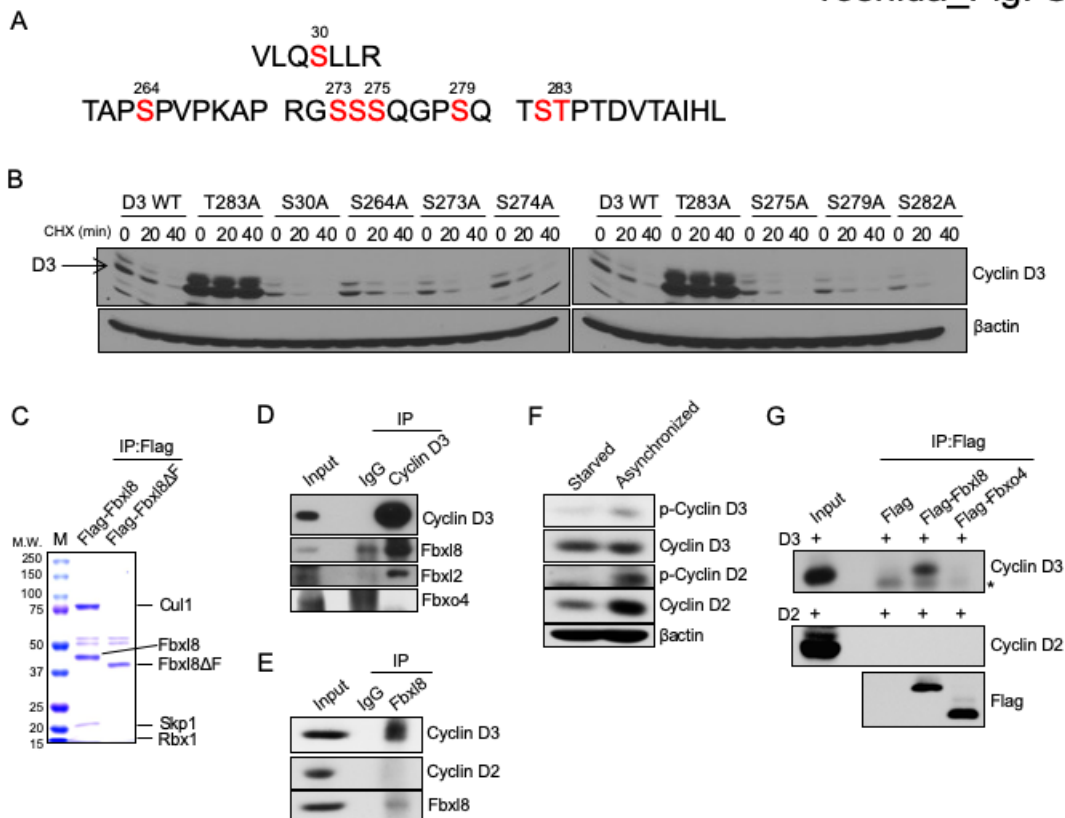 A
30
VLQSLLR
264 273 275 279 283
TAPSPVPKAP RGSSSQGPSQ TSTPTDVTAIHL
B
D3 WT T283A S30A S264A S273A S274A D3 WT T283A S275A S279A S282A
CHX (min) 0 20 40 0 20 40 0 20 40 0 20 40 0 20 40 0 20 40 0 20 40 0 20 40 0 20 40 0 20 40 0 20 40
D3
Cyclin D3
βactin
C
IP:Flag
Flag-Fbxl8
Flag-Fbxl8ΔF
M.W. M
250
150
100
75
50
37
25
20
15
Cul1
Fbxl8
Fbxl8ΔF
Skp1
Rbx1
D
IP
Input IgG Cyclin D3
Cyclin D3
Fbxl8
Fbxl2
Fbxo4
E
IP
Input IgG Fbxl8
Cyclin D3
Cyclin D2
Fbxl8
F
Starved Asynchronized
p-Cyclin D3
Cyclin D3
p-Cyclin D2
Cyclin D2
βactin
G
IP:Flag
Input Flag Flag-Fbxl8 Flag-Fbxo4
D3 + + + +
Cyclin D3
*
D2 + + + +
Cyclin D2
Flag